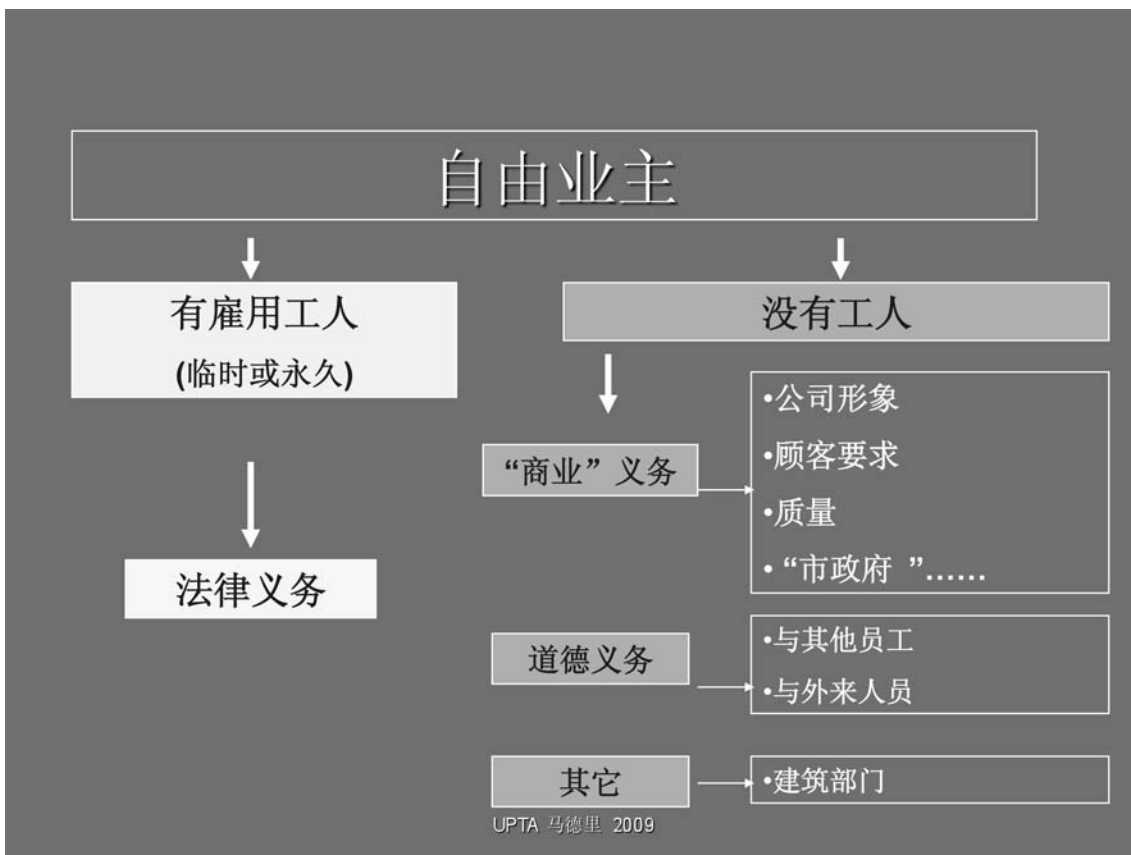 自由业主
有雇用工人
(临时或永久)
没有工人
法律义务
“商业”义务
•公司形象
•顾客要求
•质量
•“市政府 ”......
道德义务
•与其他员工
•与外来人员
其它
•建筑部门
UPTA 马德里 2009